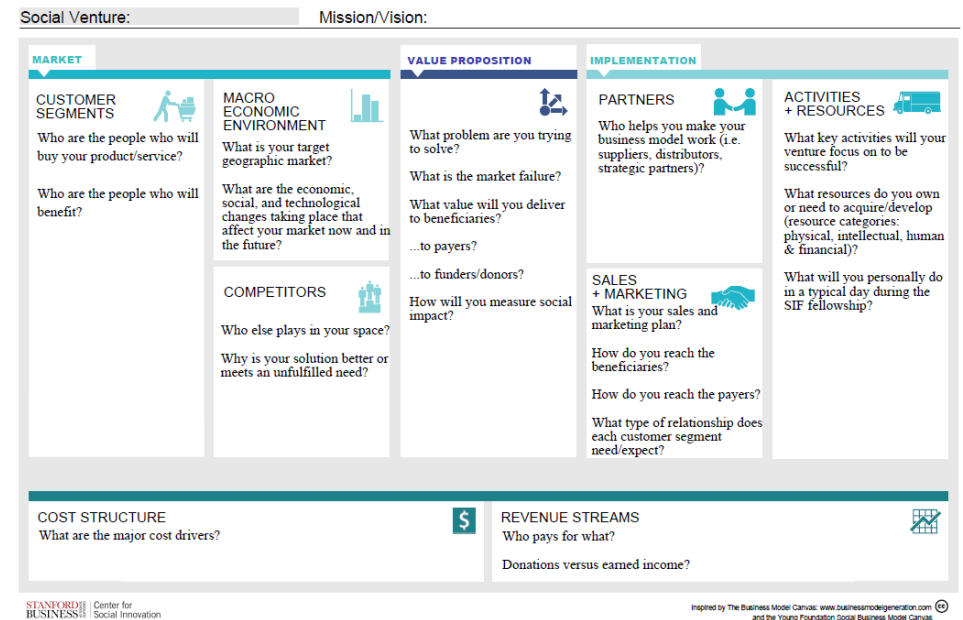 Social Venture:
Mission/Vision:
MARKET
CUSTOMER
SEGMENTS
Who are the people who will
buy your product/service?
Who are the people who will
benefit?
MACRO
ECONOMIC
ENVIRONMENT
What is your target
geographic market?
What are the economic,
social, and technological
changes taking place that
affect your market now and in
the future?
COMPETITORS
Who else plays in your space?
Why is your solution better or
meets an unfulfilled need?
VALUE PROPOSITION
What problem are you trying
to solve?
What is the market failure?
What value will you deliver
to beneficiaries?
...to payers?
...to funders/donors?
How will you measure social
impact?
IMPLEMENTATION
PARTNERS
Who helps you make your
business model work (i.e.
suppliers, distributors,
strategic partners)?
SALES
+ MARKETING
What is your sales and
marketing plan?
How do you reach the
beneficiaries?
How do you reach the payers?
What type of relationship does
each customer segment
need/expect?
ACTIVITIES
+ RESOURCES
What key activities will your
venture focus on to be
successful?
What resources do you own
or need to acquire/develop
(resource categories:
physical, intellectual, human
& financial)?
What will you personally do
in a typical day during the
SIF fellowship?
COST STRUCTURE
What are the major cost drivers?
$
REVENUE STREAMS
Who pays for what?
Donations versus earned income?
STANFORD
BUSINESS
Center for
Social Innovation
Inspired by The Business Model Canvas: www.businessmodelgeneration.com
cc
and the Young Foundation Social Business Model Canvas